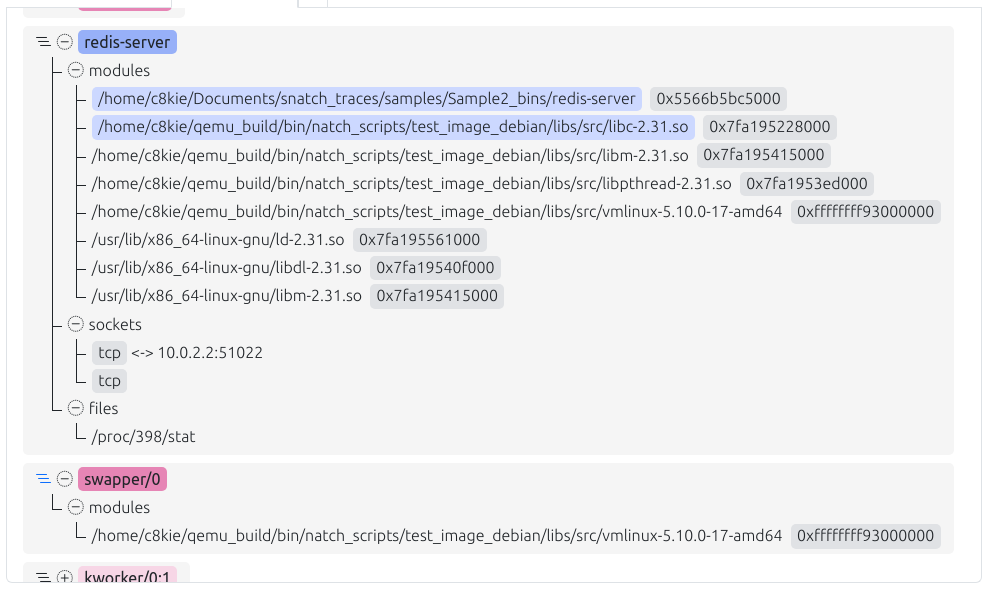 redis-server
modules
/home/c8kie/Documents/snatch_traces/samples/Sample2_bins/redis-server 0x5566b5bc5000
/home/c8kie/qemu_build/bin/natch_scripts/test_image_debian/libs/src/libc-2.31.so 0x7fa195228000
/home/c8kie/qemu_build/bin/natch_scripts/test_image_debian/libs/src/libm-2.31.so 0x7fa195415000
/home/c8kie/qemu_build/bin/natch_scripts/test_image_debian/libs/src/libpthread-2.31.so 0x7fa1953ed000
/home/c8kie/qemu_build/bin/natch_scripts/test_image_debian/libs/src/vmlinux-5.10.0-17-amd64 0xffffffff93000000
/usr/lib/x86_64-linux-gnu/ld-2.31.so 0x7fa195561000
/usr/lib/x86_64-linux-gnu/libdl-2.31.so 0x7fa19540f000
/usr/lib/x86_64-linux-gnu/libm-2.31.so 0x7fa195415000
sockets
tcp <-> 10.0.2.2:51022
tcp
files
/proc/398/stat
swapper/0
modules
/home/c8kie/qemu_build/bin/natch_scripts/test_image_debian/libs/src/vmlinux-5.10.0-17-amd64 0xffffffff93000000
kworker/0:1